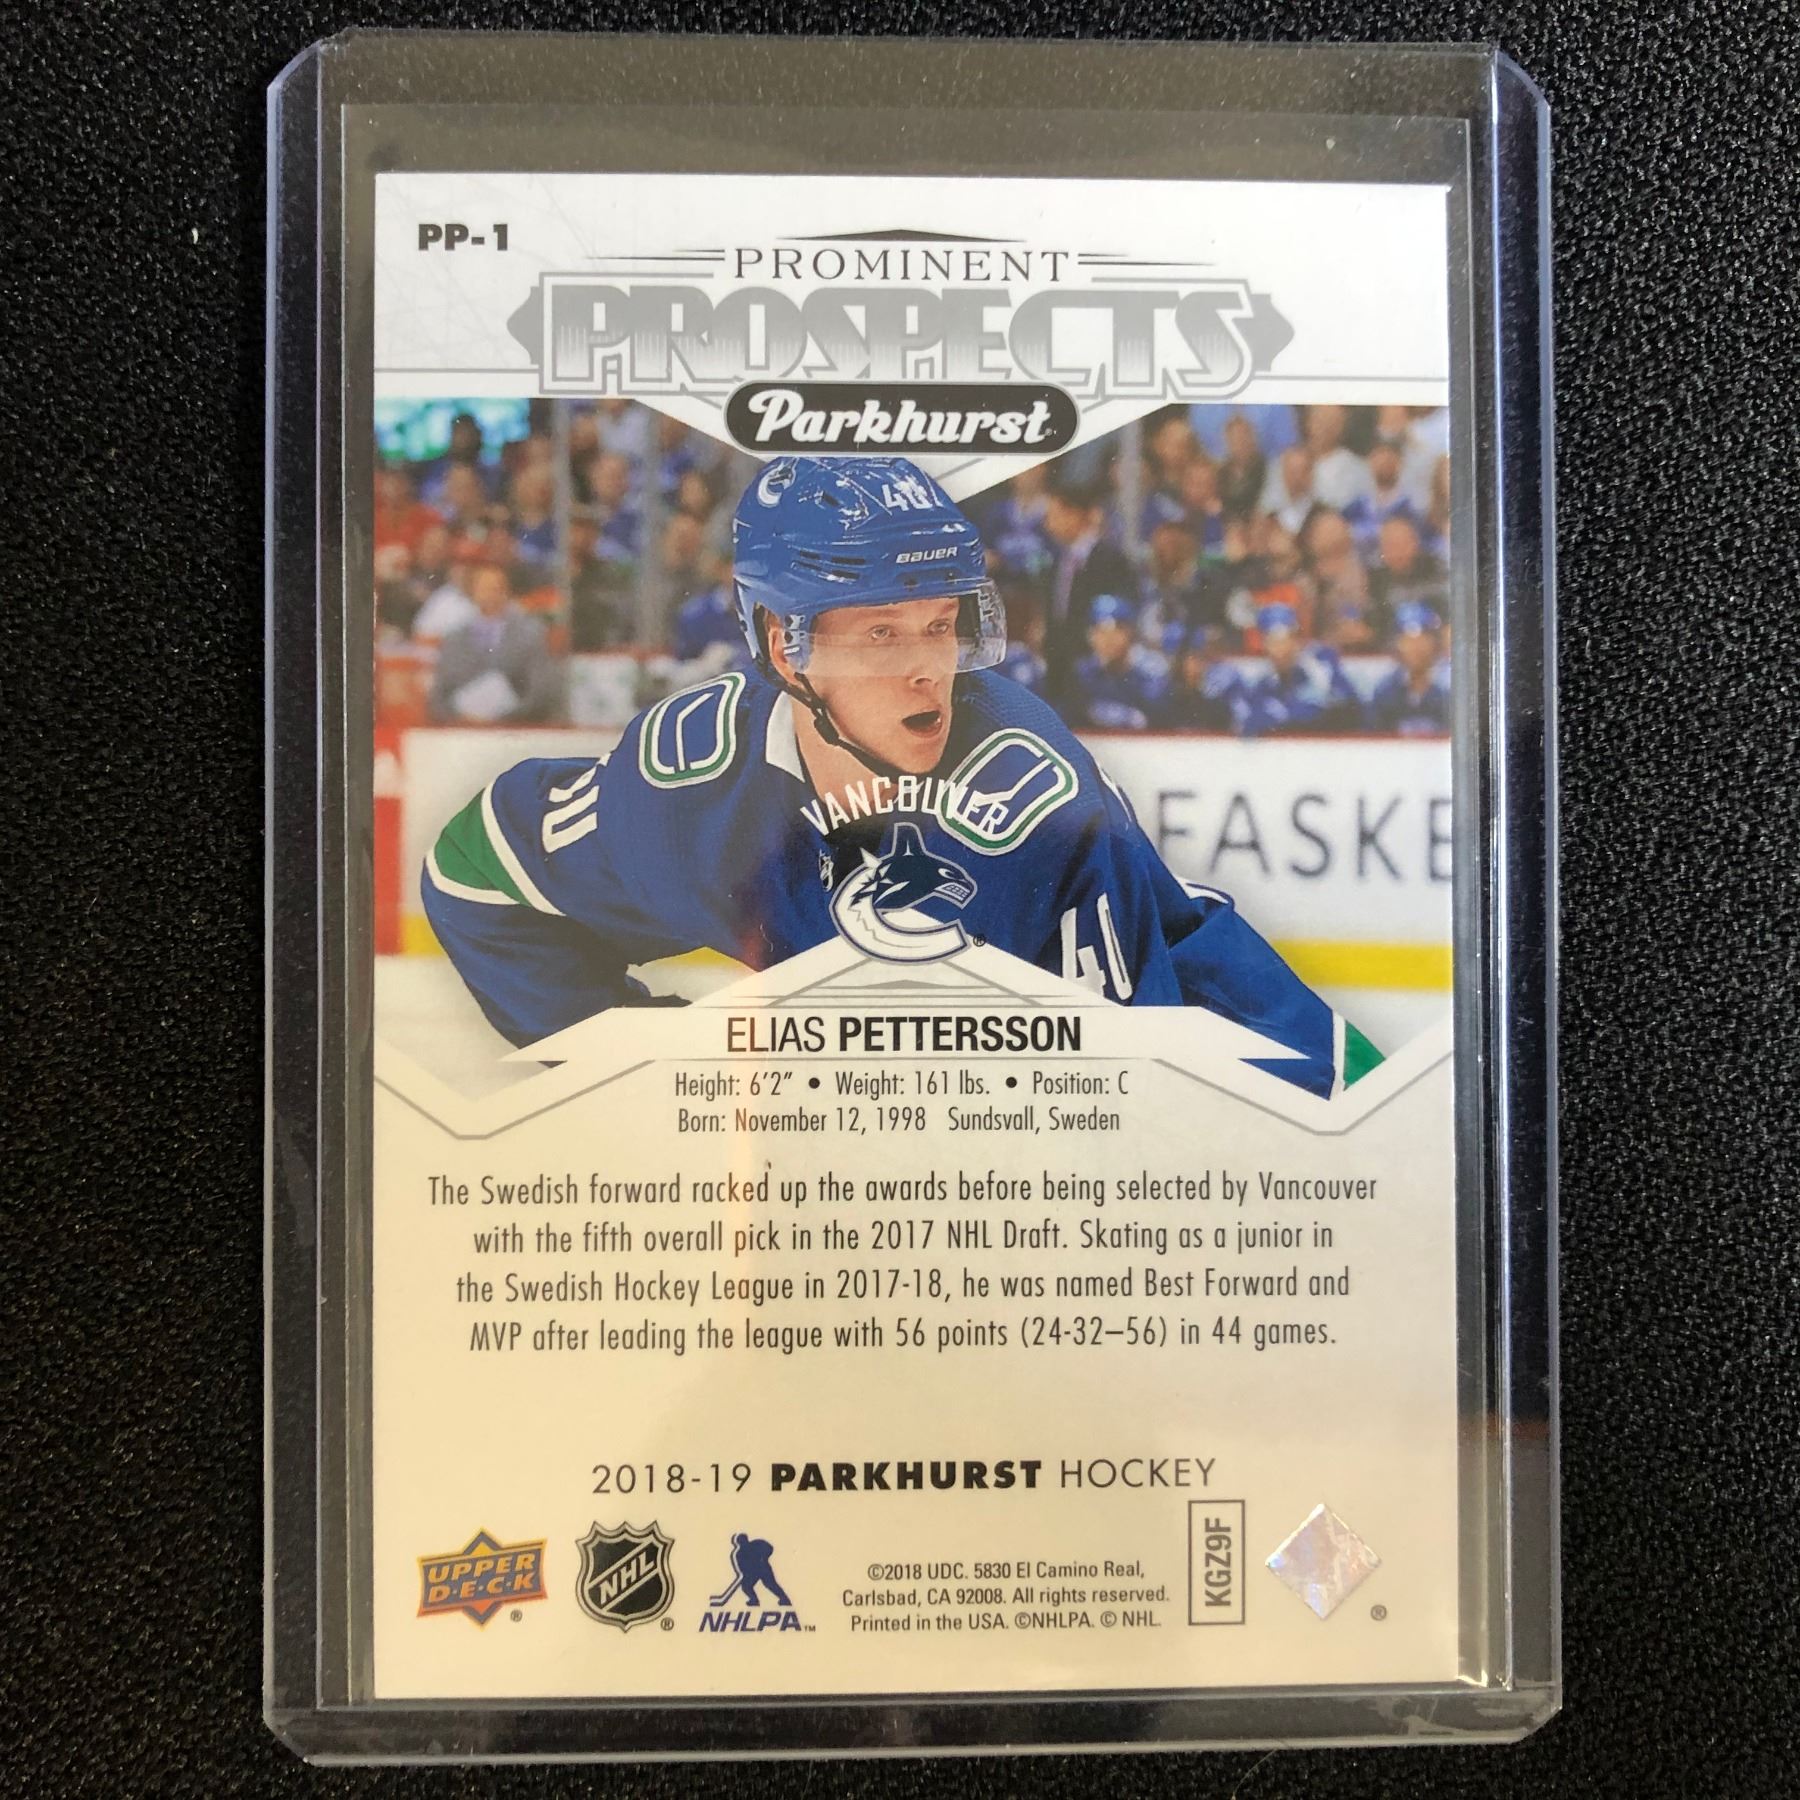 PP-1
PROMINENT
PROSPECTS
Parkhurst
40
BAUER
VANCOUVER
FASKE
40
ELIAS PETTERSSON
Height: 6'2" • Weight: 161 lbs. • Position: C
Born: November 12, 1998 Sundsvall, Sweden
The Swedish forward racked up the awards before being selected by Vancouver
with the fifth overall pick in the 2017 NHL Draft. Skating as a junior in
the Swedish Hockey League in 2017-18, he was named Best Forward and
MVP after leading the league with 56 points (24-32–56) in 44 games.
2018-19 PARKHURST HOCKEY
UPPER
D·E·C·K
®
NHL
®
NHLPA™
©2018 UDC. 5830 El Camino Real,
Carlsbad, CA 92008. All rights reserved.
Printed in the USA. ©NHLPA. © NHL.
KGZ9F
®